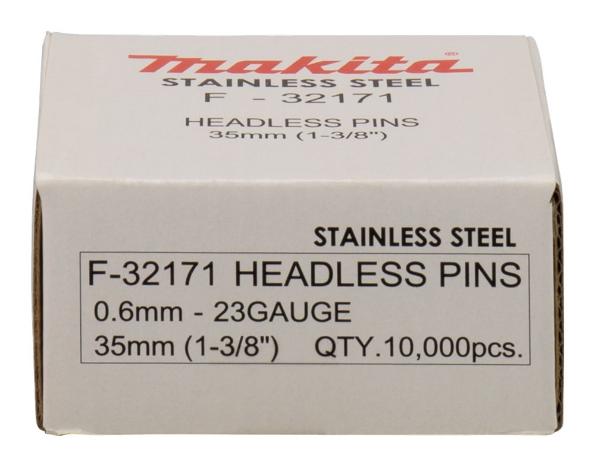 makita®
STAINLESS STEEL
F - 32171
HEADLESS PINS
35mm (1-3/8")
STAINLESS STEEL
F-32171 HEADLESS PINS
0.6mm - 23GAUGE
35mm (1-3/8") QTY.10,000pcs.